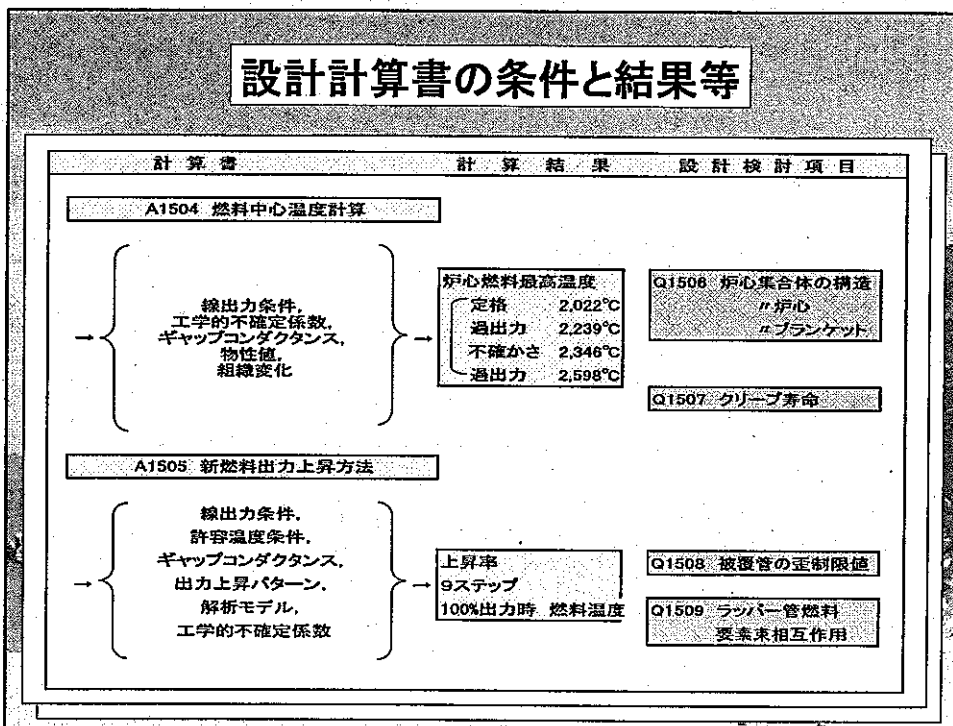 設計計算書の条件と結果等
計算書 計算結果 設計検討項目
A1504 燃料中心温度計算
→ 線出力条件,
工学的不確定係数,
ギャップコンダクタンス,
物性値,
組織変化
→ 炉心燃料最高温度
定格 2,022℃
過出力 2,239℃
不確かさ 2,346℃
過出力 2,598℃
Q1506 炉心集合体の構造
〃炉心
〃ブランケット
Q1507 クリープ寿命
A1505 新燃料出力上昇方法
→ 線出力条件,
許容温度条件,
ギャップコンダクタンス,
出力上昇パターン,
解析モデル,
工学的不確定係数
→ 上昇率
9ステップ
100%出力時 燃料温度
Q1508 被覆管の歪制限値
Q1509 ラッパー管燃料
要素束相互作用